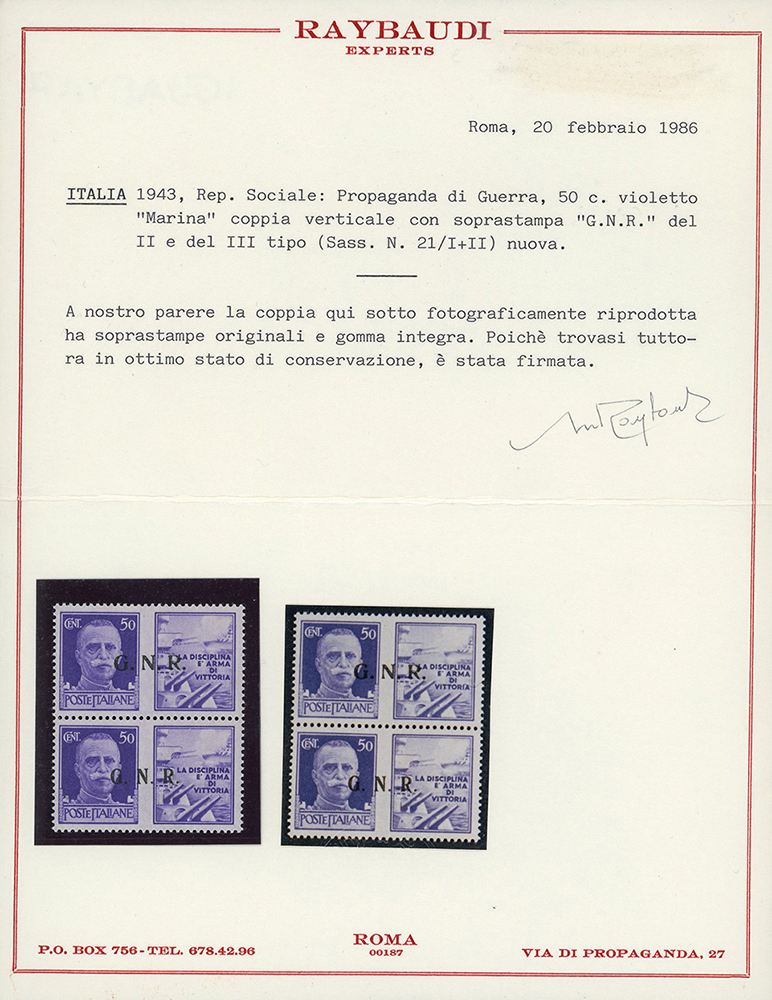 RAYBAUDI
EXPERTS
Roma, 20 febbraio 1986
ITALIA 1943, Rep. Sociale: Propaganda di Guerra, 50 c. violetto
"Marina" coppia verticale con soprastampa "G.N.R." del
II e del III tipo (Sass. N. 21/I+II) nuova.
A nostro parere la coppia qui sotto fotograficamente riprodotta
ha soprastampe originali e gomma integra. Poichè trovasi tutto-
ra in ottimo stato di conservazione, è stata firmata.
CENT. 50
G. N. R.
LA DISCIPLINA
E' ARMA
DI
VITTORIA
POSTE ITALIANE
CENT. 50
G. N. R.
LA DISCIPLINA
E' ARMA
DI
VITTORIA
POSTE ITALIANE
CENT. 50
G. N. R.
LA DISCIPLINA
E' ARMA
DI
VITTORIA
POSTE ITALIANE
CENT. 50
G. N. R.
LA DISCIPLINA
E' ARMA
DI
VITTORIA
POSTE ITALIANE
P.O. BOX 756 - TEL. 678.42.96
ROMA
00187
VIA DI PROPAGANDA, 27